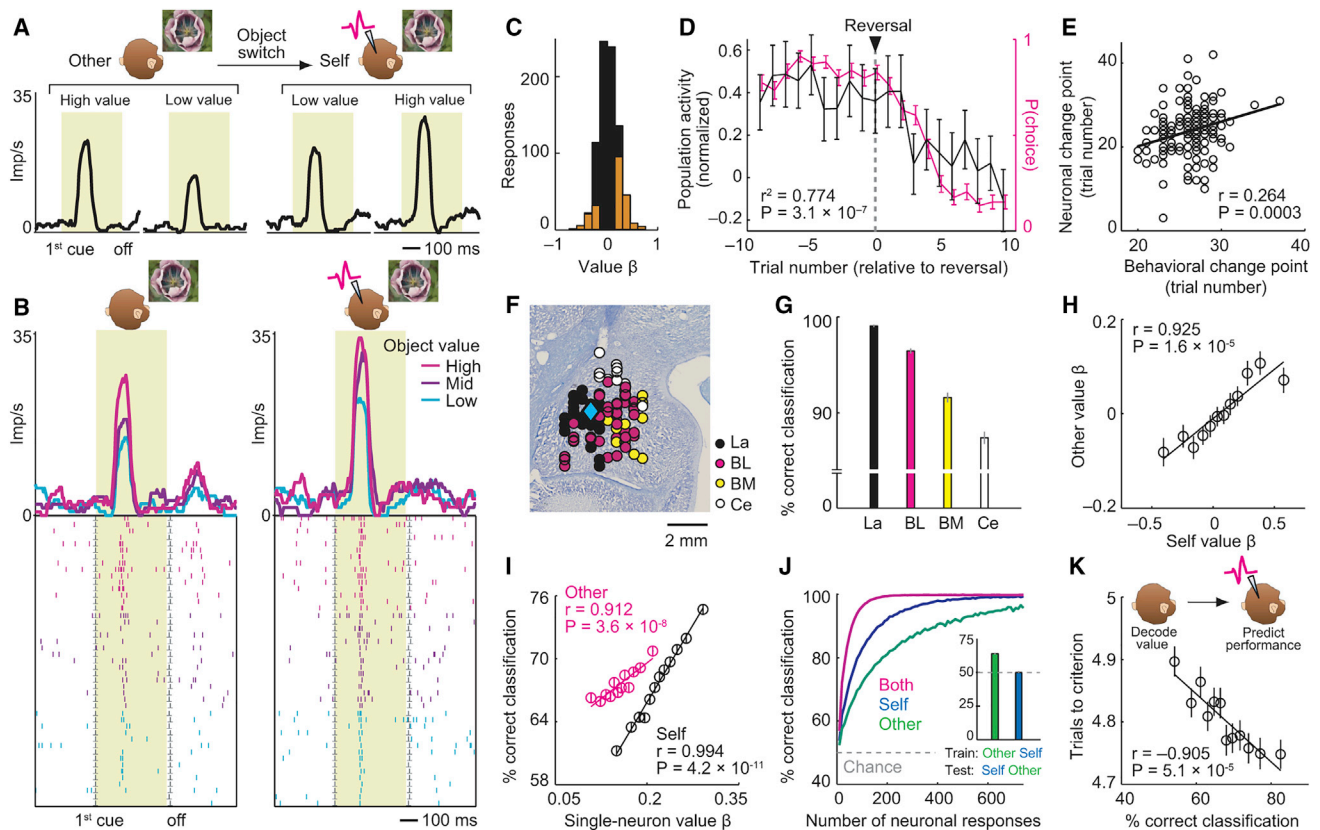 A
Other
Object
switch
Self
High value
Low value
Low value
High value
35
Imp/s
0
1st cue
off
100 ms
B
35
Imp/s
0
35
Imp/s
0
Object value
High
Mid
Low
1st cue
off
100 ms
C
Responses
200
100
0
−1
0
1
Value β
D
Reversal
Population activity
(normalized)
0.6
0.4
0.2
0
−0.2
1
P(choice)
0
r² = 0.774
P = 3.1 × 10⁻⁷
−10
−5
0
5
10
Trial number (relative to reversal)
E
Neuronal change point
(trial number)
40
20
0
r = 0.264
P = 0.0003
20
30
40
Behavioral change point
(trial number)
F
La
BL
BM
Ce
2 mm
G
% correct classification
100
90
0
La
BL
BM
Ce
H
Other value β
0.2
0
−0.2
r = 0.925
P = 1.6 × 10⁻⁵
−0.5
0
0.5
Self value β
I
% correct classification
76
70
64
58
Other
r = 0.912
P = 3.6 × 10⁻⁸
Self
r = 0.994
P = 4.2 × 10⁻¹¹
0.05
0.2
0.35
Single-neuron value β
J
% correct classification
100
80
60
40
Both
Self
Other
Chance
75
50
25
0
Train: Other Self
Test: Self Other
0
200
400
600
Number of neuronal responses
K
Decode
value
Predict
performance
Trials to criterion
5
4.9
4.8
4.7
r = −0.905
P = 5.1 × 10⁻⁵
40
60
80
% correct classification